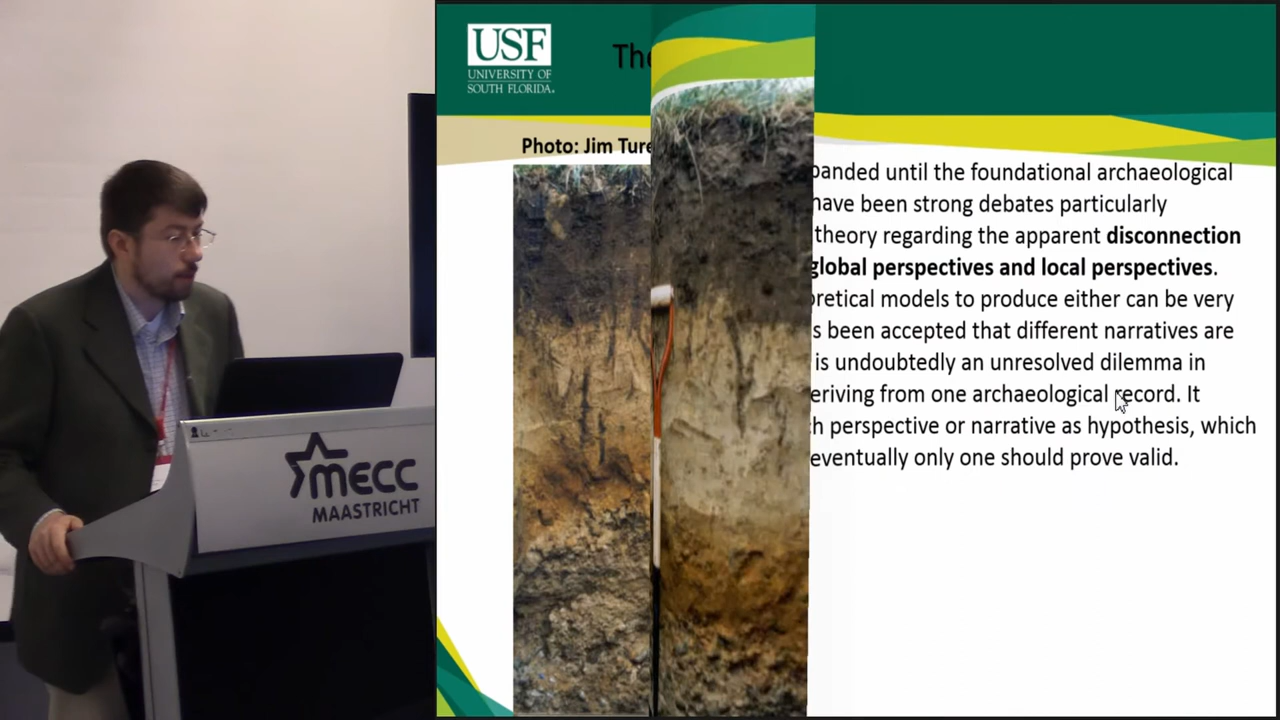 USF
UNIVERSITY OF
SOUTH FLORIDA.
The
Photo: Jim Ture
until the foundational archaeological
have been strong debates particularly
theory regarding the apparent disconnection
global perspectives and local perspectives.
models to produce either can be very
been accepted that different narratives are
is undoubtedly an unresolved dilemma in
from one archaeological record. It
perspective or narrative as hypothesis, which
eventually only one should prove valid.
mecc
MAASTRICHT